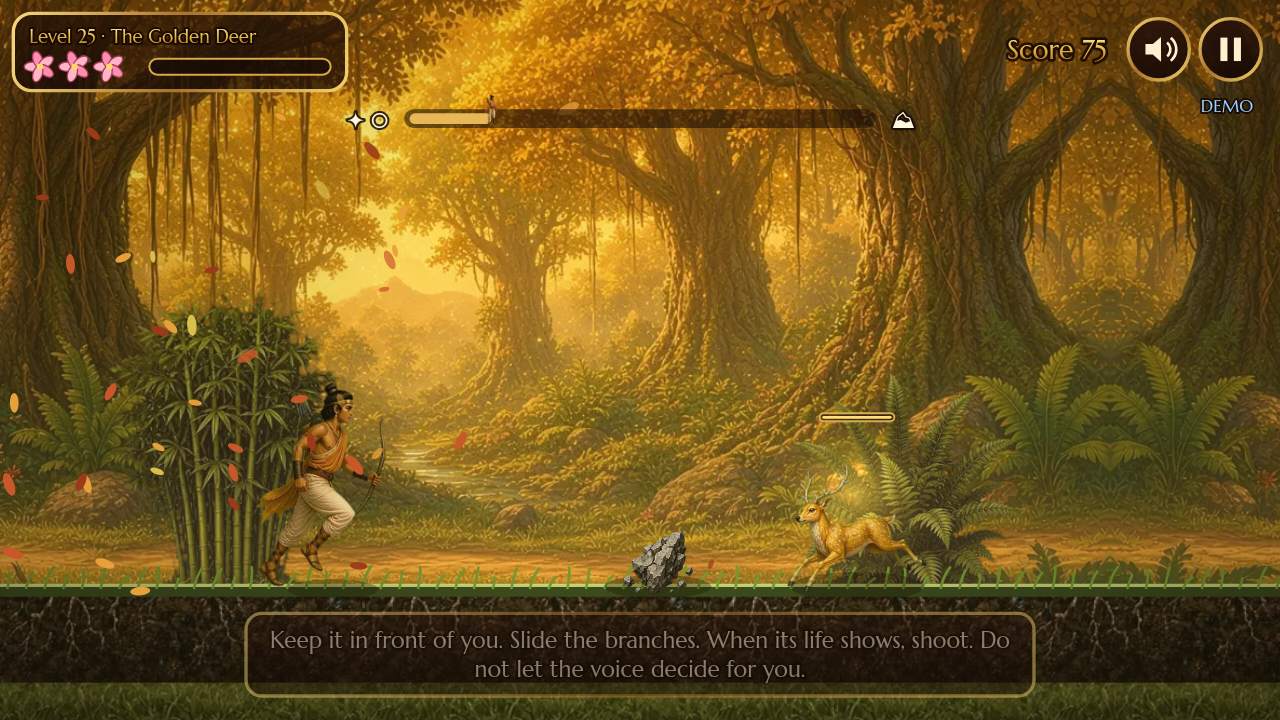 Level 25 · The Golden Deer
Score 75
DEMO
Keep it in front of you. Slide the branches. When its life shows, shoot. Do
not let the voice decide for you.